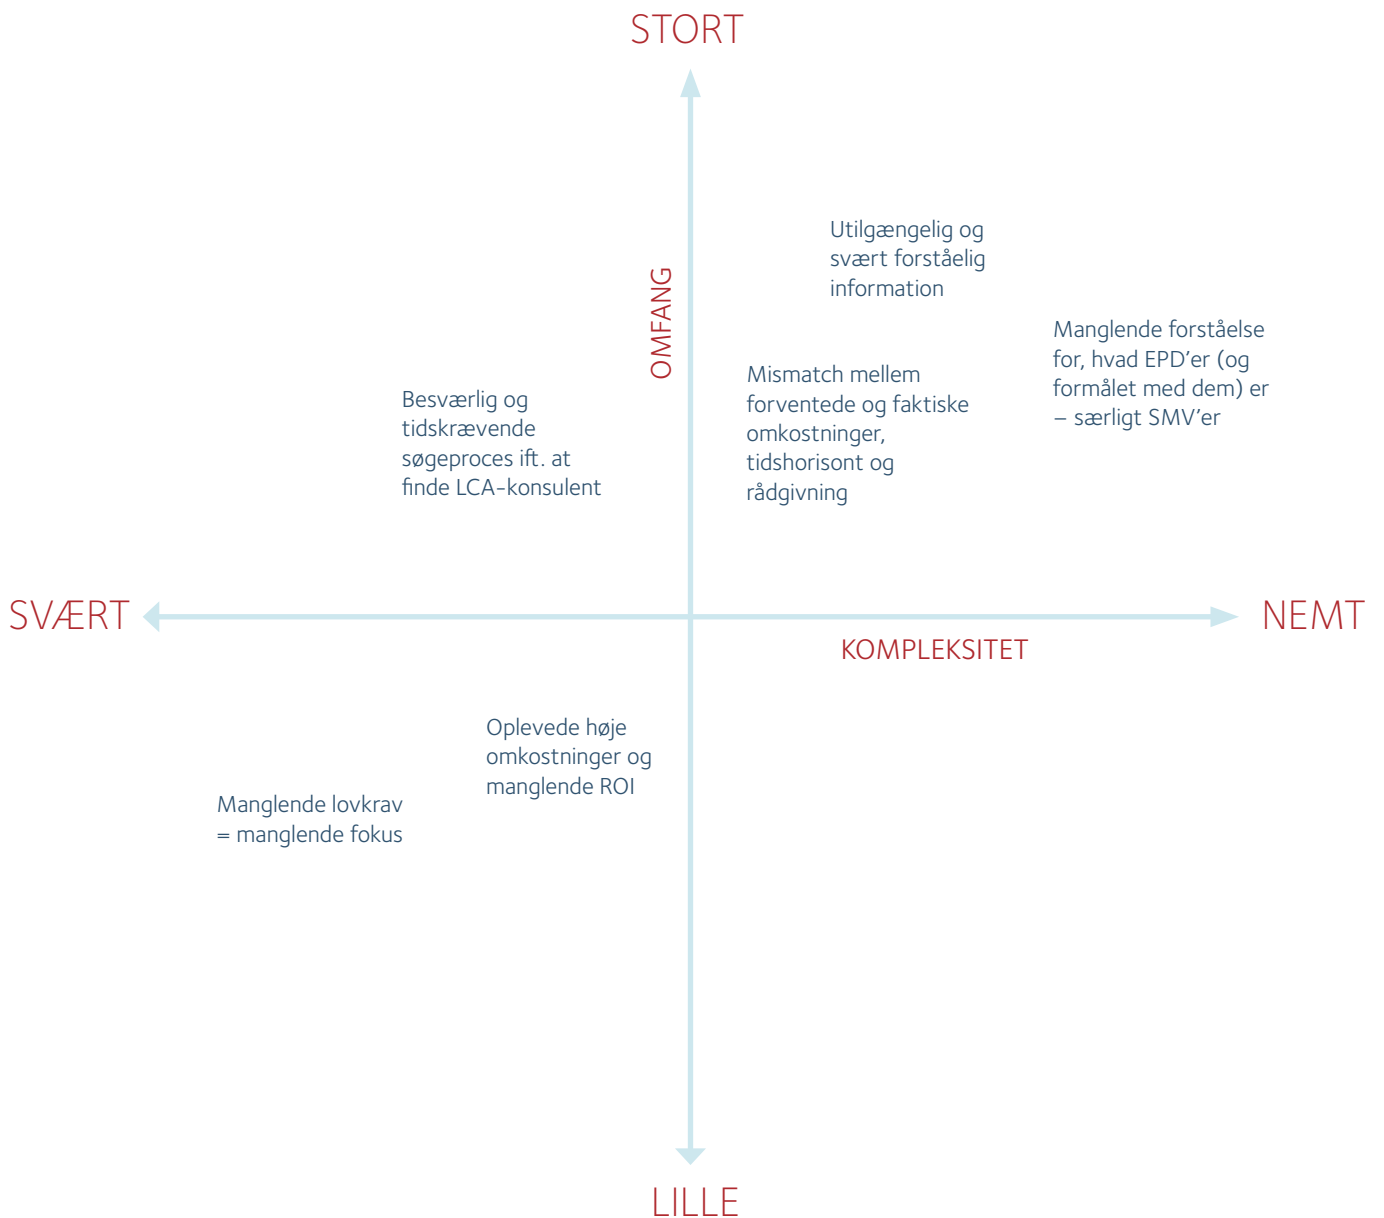 STORT
OMFANG
Utilgængelig og
svært forståelig
information
Manglende forståelse
for, hvad EPD’er (og
formålet med dem) er
– særligt SMV’er
Mismatch mellem
forventede og faktiske
omkostninger,
tidshorisont og
rådgivning
Besværlig og
tidskrævende
søgeproces ift. at
finde LCA-konsulent
SVÆRT
NEMT
KOMPLEKSITET
Oplevede høje
omkostninger og
manglende ROI
Manglende lovkrav
= manglende fokus
LILLE